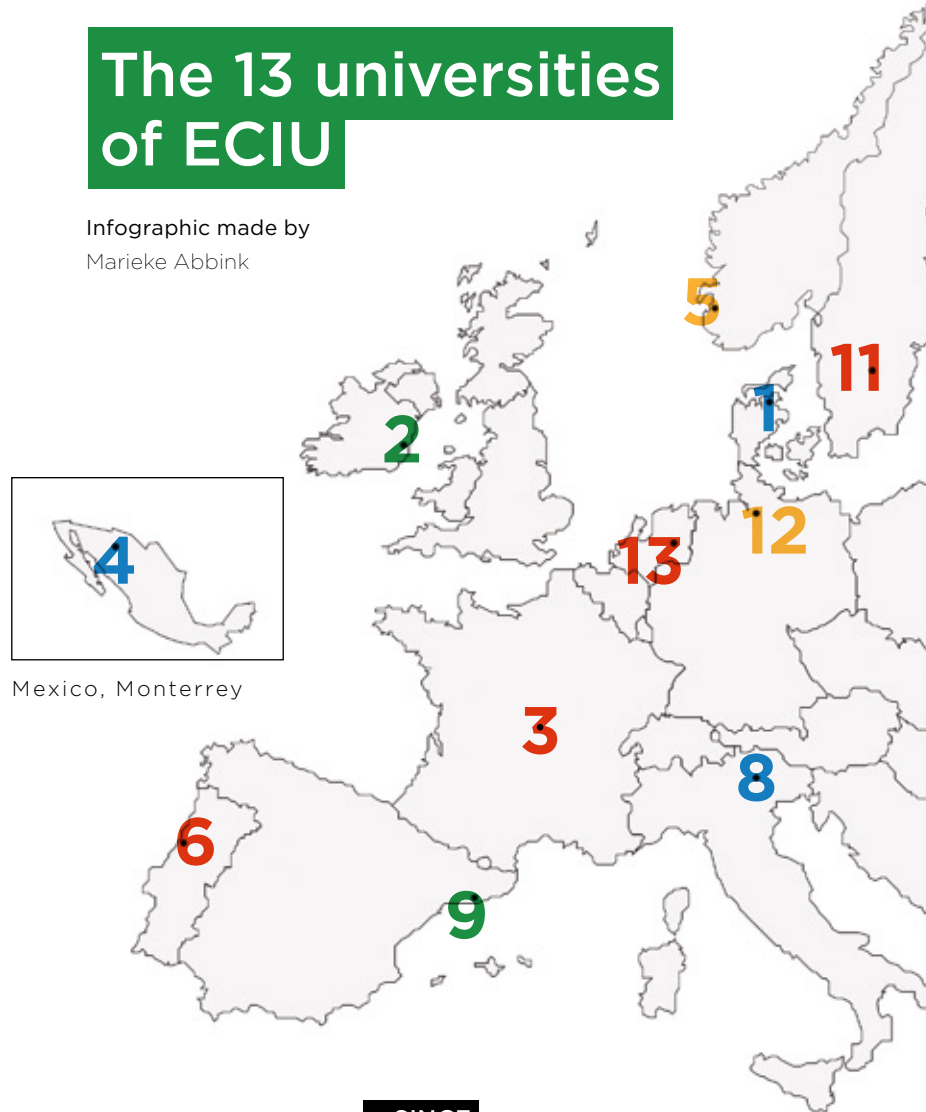 The 13 universities
of ECIU
Infographic made by
Marieke Abbink
5
11
1
2
12
4
13
Mexico, Monterrey
3
8
6
9
SINCE